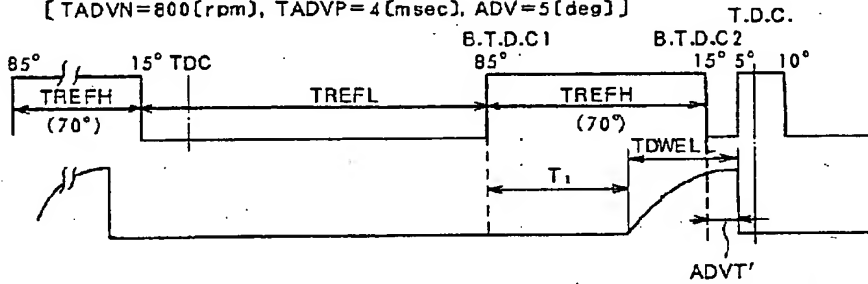 [ TADVN=800[rpm], TADVP=4[msec], ADV=5[deg] ]
T.D.C.
B.T.D.C1 B.T.D.C2
85° 15° TDC 85° 15° 5° 10°
TREFH TREFL TREFH
(70°) (70°)
TDWELL
T₁
ADVT'